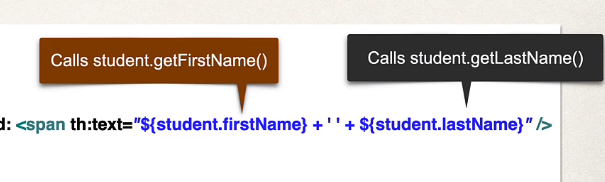 Calls student.getFirstName()
Calls student.getLastName()
d: <span th:text="${student.firstName} + ' ' + ${student.lastName}" />